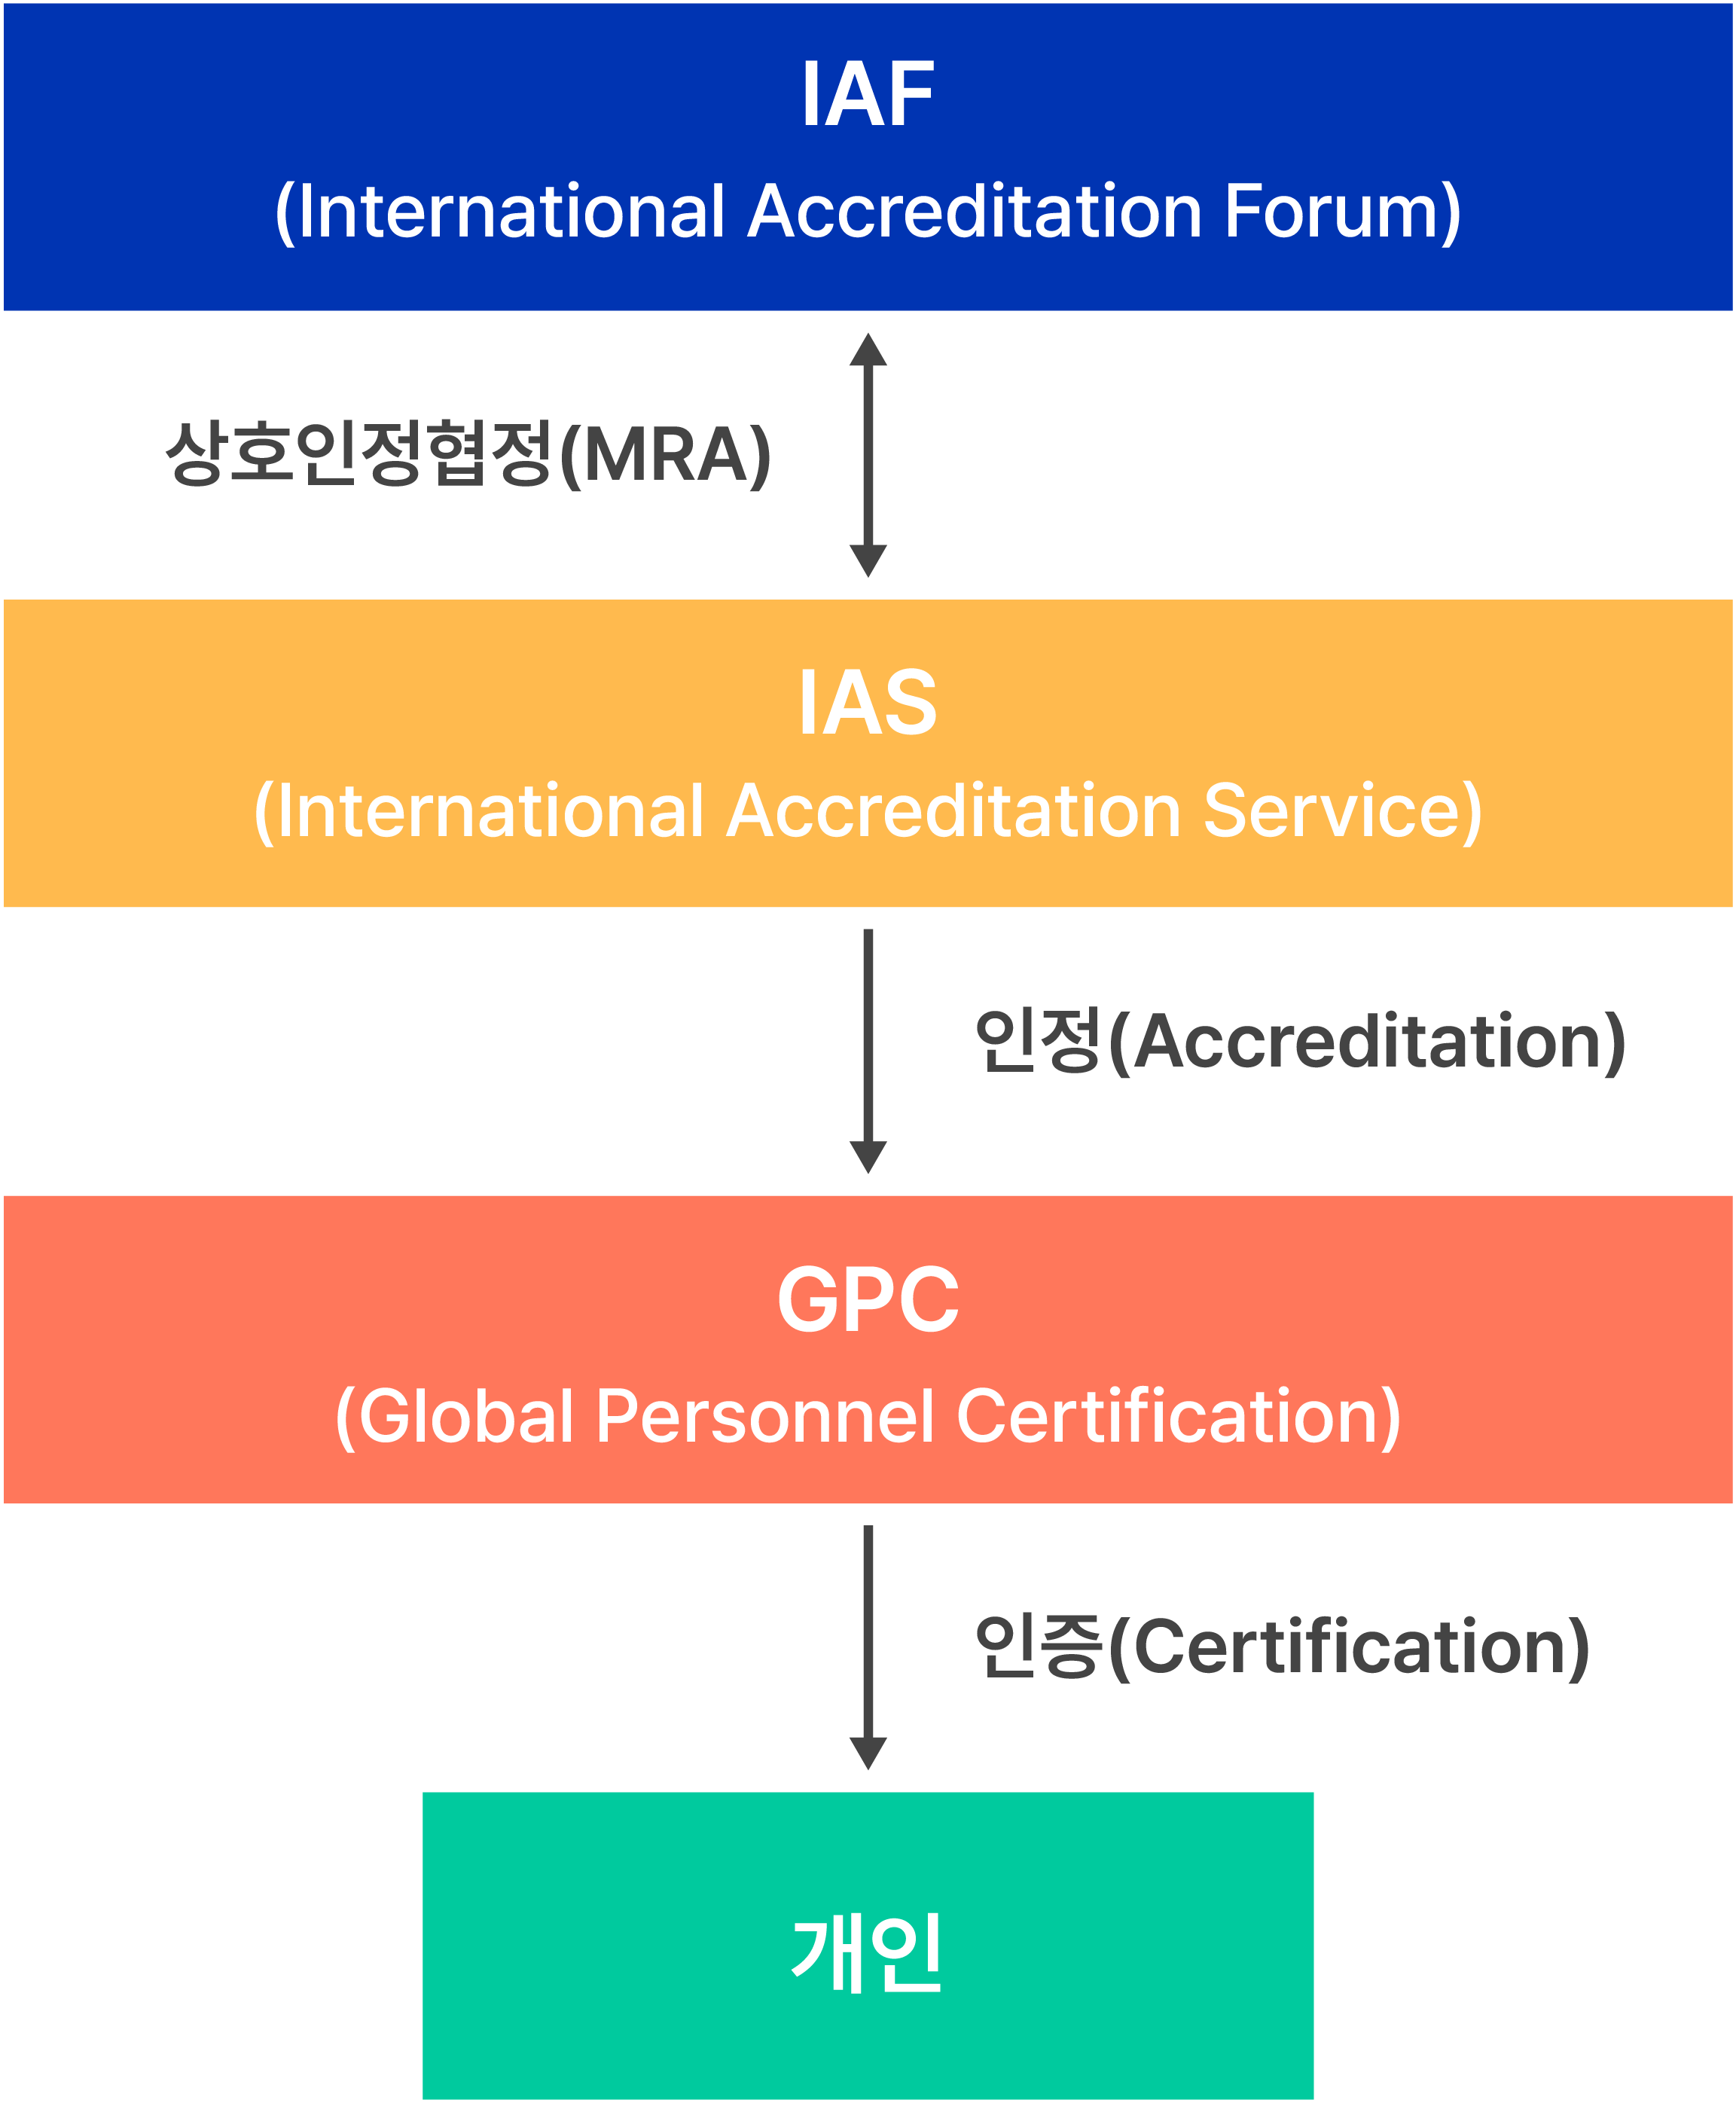 IAF
(International Accreditation Forum)
상호인정협정(MRA)
IAS
(International Accreditation Service)
인정(Accreditation)
GPC
(Global Personnel Certification)
인증(Certification)
개인